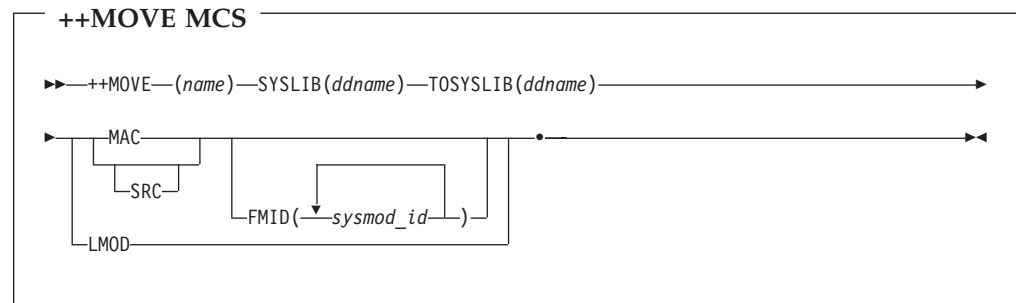 ++MOVE MCS
++MOVE (name) SYSLIB(ddname) TOSYSLIB(ddname)
MAC
SRC
FMID( sysmod_id )
LMOD
.